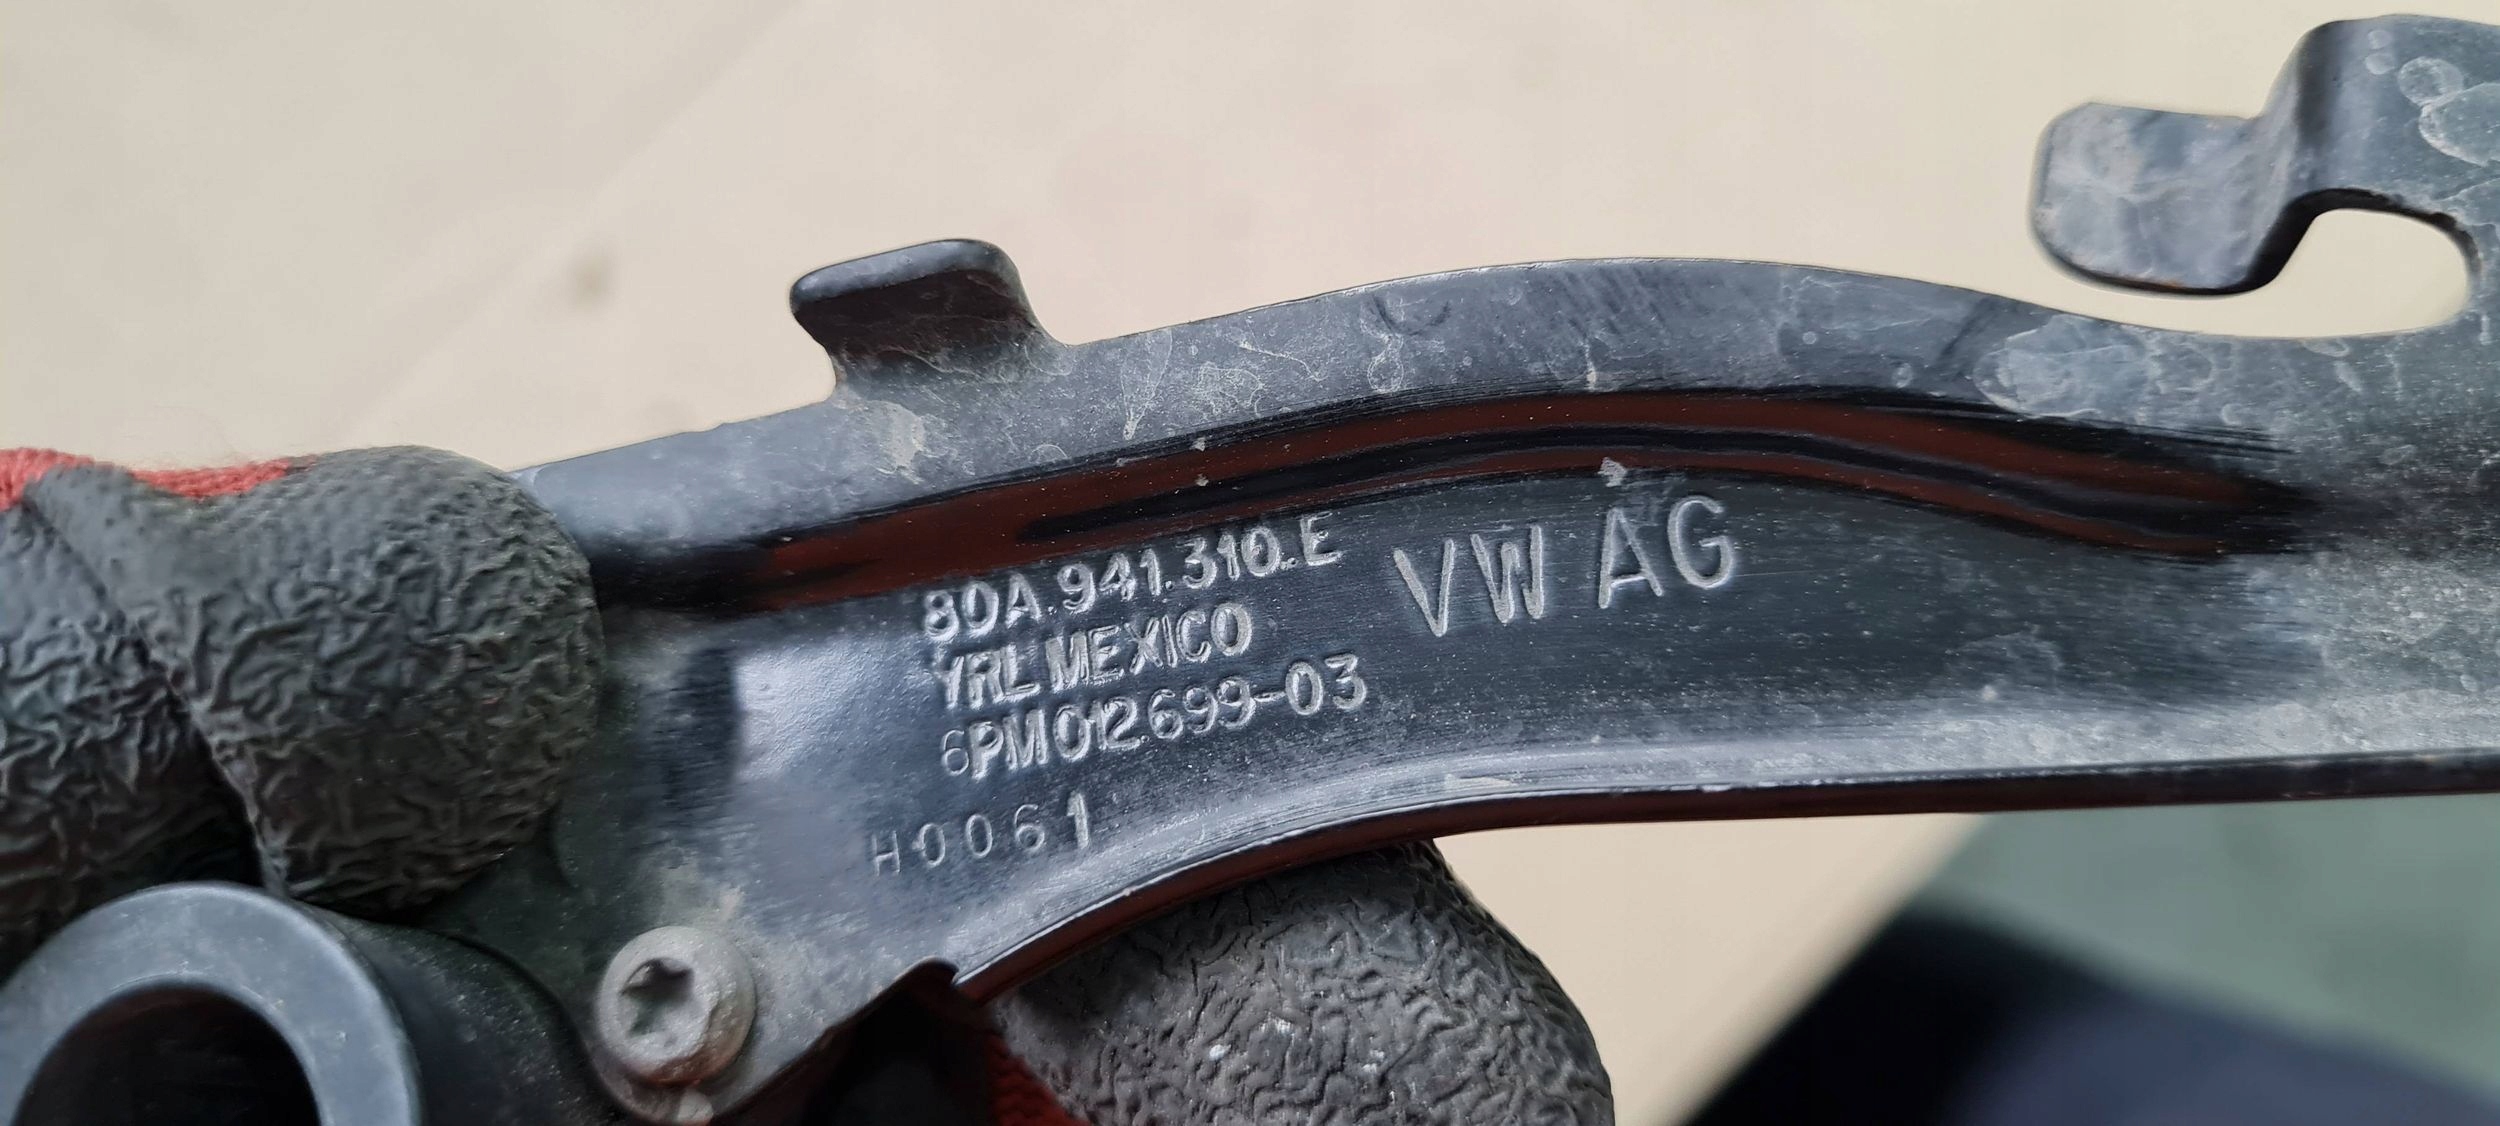 80A.941.310.E
VW AG
YRL MEXICO
6PM012699-03
H0061